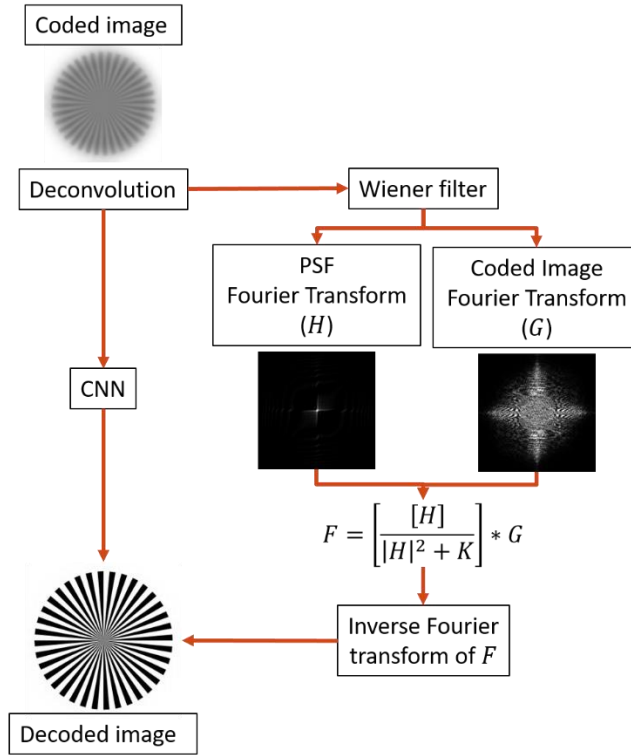 Coded image
Deconvolution
Wiener filter
PSF
Fourier Transform
(H)
Coded Image
Fourier Transform
(G)
CNN
F = [ [H] / |H|² + K ] * G
Inverse Fourier
transform of F
Decoded image